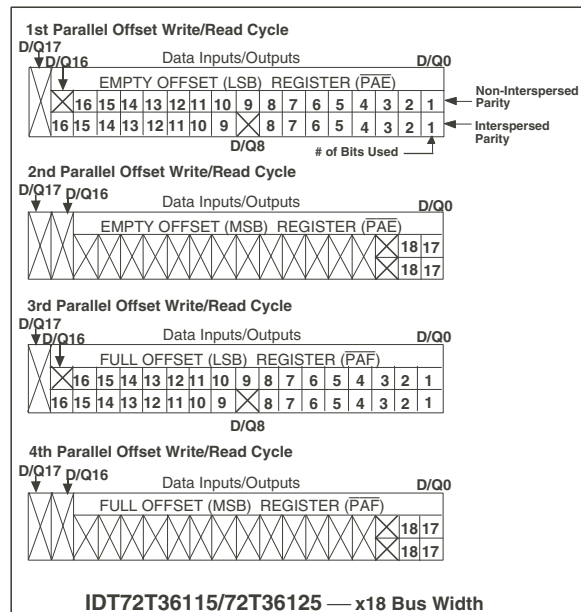 1st Parallel Offset Write/Read Cycle
D/Q17
D/Q16
Data Inputs/Outputs
D/Q0
EMPTY OFFSET (LSB) REGISTER (PAE)
16 15 14 13 12 11 10 9 8 7 6 5 4 3 2 1
Non-Interspersed Parity
16 15 14 13 12 11 10 9 8 7 6 5 4 3 2 1
Interspersed Parity
D/Q8
# of Bits Used
2nd Parallel Offset Write/Read Cycle
D/Q17
D/Q16
Data Inputs/Outputs
D/Q0
EMPTY OFFSET (MSB) REGISTER (PAE)
18 17
18 17
3rd Parallel Offset Write/Read Cycle
D/Q17
D/Q16
Data Inputs/Outputs
D/Q0
FULL OFFSET (LSB) REGISTER (PAF)
16 15 14 13 12 11 10 9 8 7 6 5 4 3 2 1
16 15 14 13 12 11 10 9 8 7 6 5 4 3 2 1
D/Q8
4th Parallel Offset Write/Read Cycle
D/Q17
D/Q16
Data Inputs/Outputs
D/Q0
FULL OFFSET (MSB) REGISTER (PAF)
18 17
18 17
IDT72T36115/72T36125 — x18 Bus Width